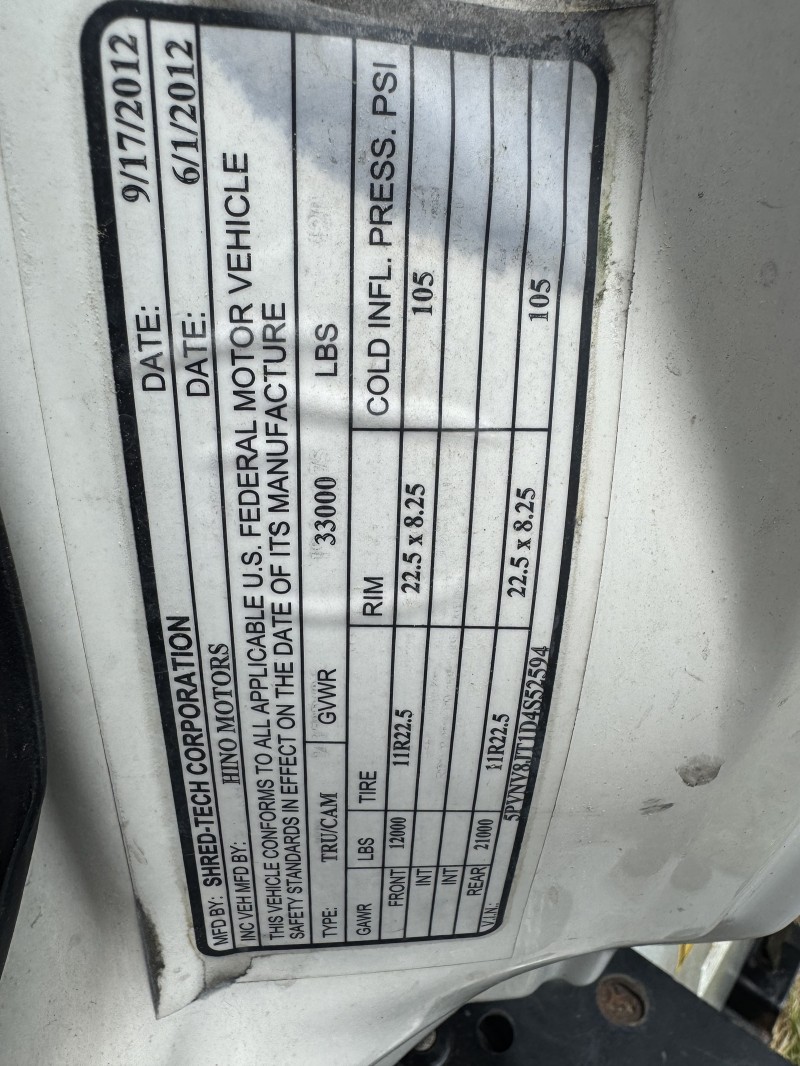 MFD BY: SHRED-TECH CORPORATION DATE: 9/17/2012
INC VEH MFD BY: HINO MOTORS DATE: 6/1/2012
THIS VEHICLE CONFORMS TO ALL APPLICABLE U.S. FEDERAL MOTOR VEHICLE
SAFETY STANDARDS IN EFFECT ON THE DATE OF ITS MANUFACTURE
TYPE: TRU/CAM GVWR 33000 LBS
GAWR LBS TIRE RIM COLD INFL. PRESS. PSI
FRONT 12000 11R22.5 22.5 x 8.25 105
INT
INT
REAR 21000 11R22.5 22.5 x 8.25 105
V.I.N.: 5PVNV8JT1D4S52594